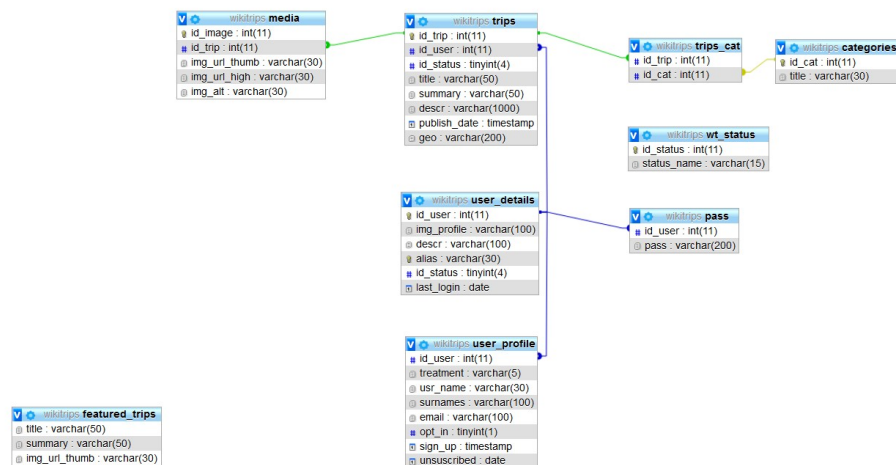 wikitrips media
id_image : int(11)
id_trip : int(11)
img_url_thumb : varchar(30)
img_url_high : varchar(30)
img_alt : varchar(30)
wikitrips trips
id_trip : int(11)
id_user : int(11)
id_status : tinyint(4)
title : varchar(50)
summary : varchar(50)
descr : varchar(1000)
publish_date : timestamp
geo : varchar(200)
wikitrips trips_cat
id_trip : int(11)
id_cat : int(11)
wikitrips categories
id_cat : int(11)
title : varchar(30)
wikitrips wt_status
id_status : int(11)
status_name : varchar(15)
wikitrips user_details
id_user : int(11)
img_profile : varchar(100)
descr : varchar(100)
alias : varchar(30)
id_status : tinyint(4)
last_login : date
wikitrips pass
id_user : int(11)
pass : varchar(200)
wikitrips user_profile
id_user : int(11)
treatment : varchar(5)
usr_name : varchar(30)
surnames : varchar(100)
email : varchar(100)
opt_in : tinyint(1)
sign_up : timestamp
unsuscribed : date
wikitrips featured_trips
title : varchar(50)
summary : varchar(50)
img_url_thumb : varchar(30)